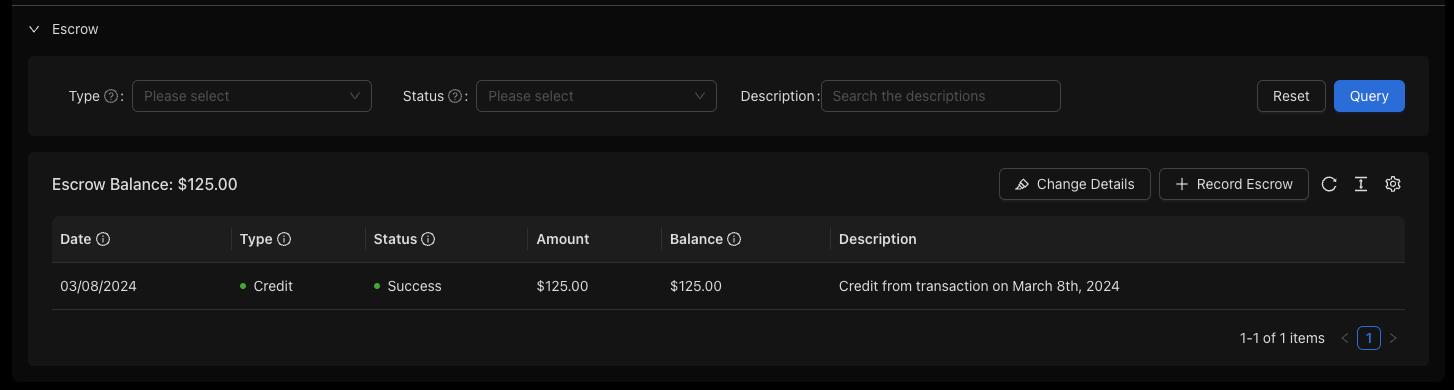 Escrow
Type : Please select Status : Please select Description : Search the descriptions Reset Query
Escrow Balance: $125.00 Change Details Record Escrow
Date Type Status Amount Balance Description
03/08/2024 Credit Success $125.00 $125.00 Credit from transaction on March 8th, 2024
1-1 of 1 items < 1 >